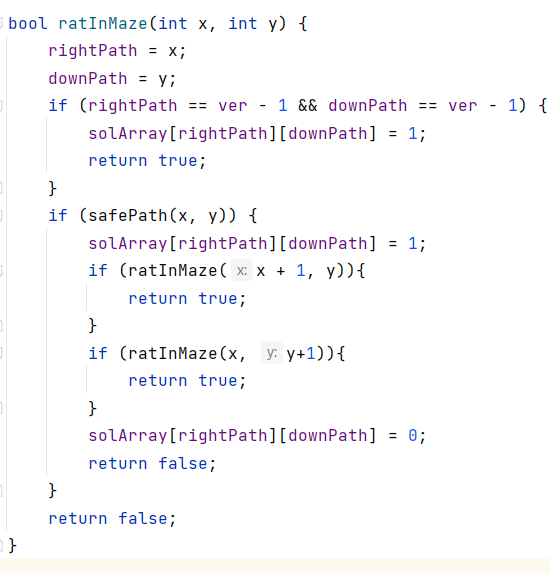 bool ratInMaze(int x, int y) {
    rightPath = x;
    downPath = y;
    if (rightPath == ver - 1 && downPath == ver - 1) {
        solArray[rightPath][downPath] = 1;
        return true;
    }
    if (safePath(x, y)) {
        solArray[rightPath][downPath] = 1;
        if (ratInMaze( x: x + 1, y)){
            return true;
        }
        if (ratInMaze(x, y: y+1)){
            return true;
        }
        solArray[rightPath][downPath] = 0;
        return false;
    }
    return false;
}